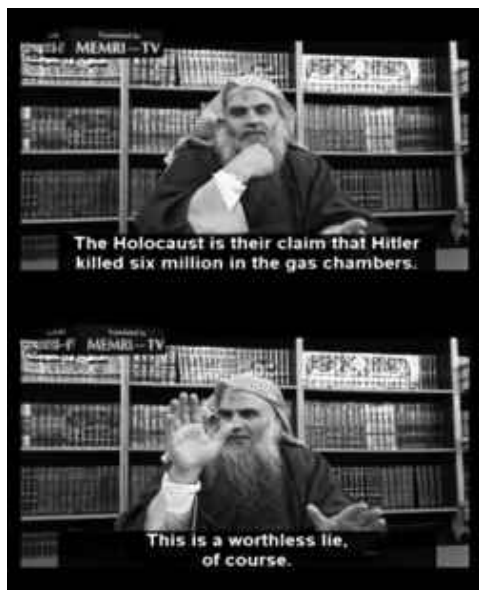 MEMRI-TV
The Holocaust is their claim that Hitler
killed six million in the gas chambers.
MEMRI-TV
This is a worthless lie,
of course.